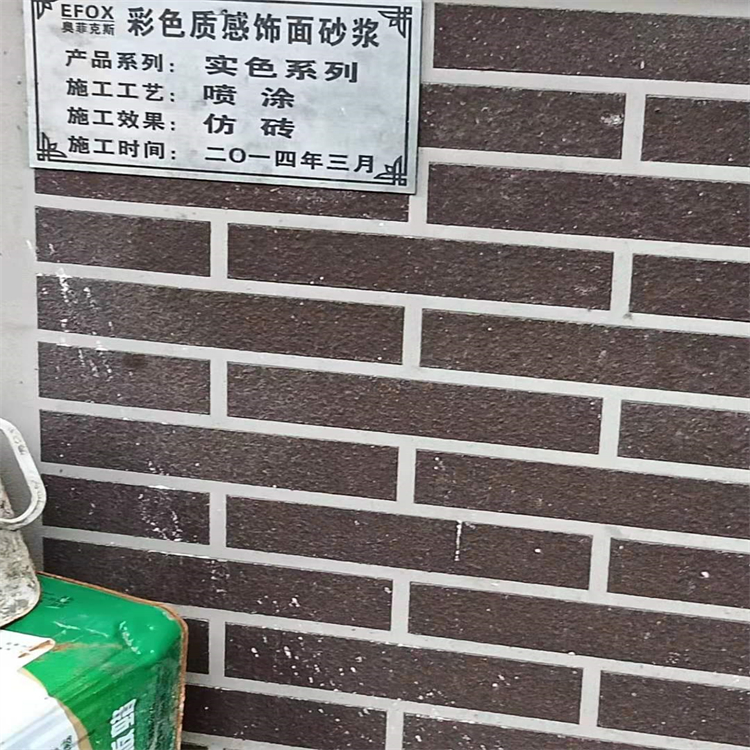 EFOX 彩色质感饰面砂浆
奥菲克斯
产品系列：实色系列
施工工艺：喷 涂
施工效果：仿 砖
施工时间：二〇一四年三月